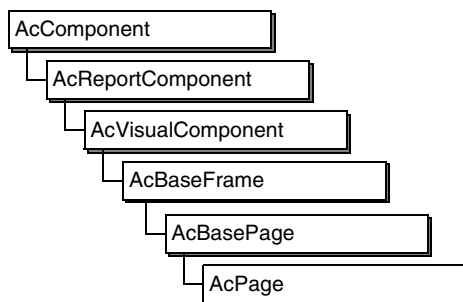 AcComponent
AcReportComponent
AcVisualComponent
AcBaseFrame
AcBasePage
AcPage